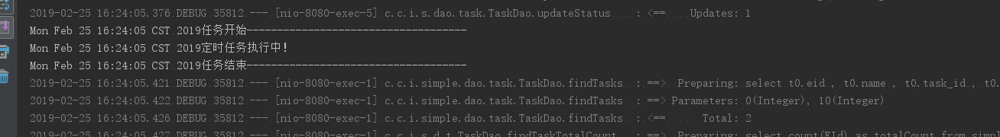 2019-02-25 16:24:05.376 DEBUG 35812 --- [nio-8080-exec-5] c.c.i.s.dao.task.TaskDao.updateStatus : <== Updates: 1
Mon Feb 25 16:24:05 CST 2019任务开始------------------------------------
Mon Feb 25 16:24:05 CST 2019定时任务执行中!
Mon Feb 25 16:24:05 CST 2019任务结束------------------------------------
2019-02-25 16:24:05.421 DEBUG 35812 --- [nio-8080-exec-1] c.c.i.simple.dao.task.TaskDao.findTasks : ==> Preparing: select t0.eid , t0.name , t0.task_id , t0.
2019-02-25 16:24:05.422 DEBUG 35812 --- [nio-8080-exec-1] c.c.i.simple.dao.task.TaskDao.findTasks : ==> Parameters: 0(Integer), 10(Integer)
2019-02-25 16:24:05.426 DEBUG 35812 --- [nio-8080-exec-1] c.c.i.simple.dao.task.TaskDao.findTasks : <== Total: 2
2019-02-25 16:24:05.427 DEBUG 35812 --- [nio-8080-exec-1] c.c.i.s.d.t.TaskDao.findTaskTotalCount : ==> Preparing: select count(EId) as totalCount from simpl